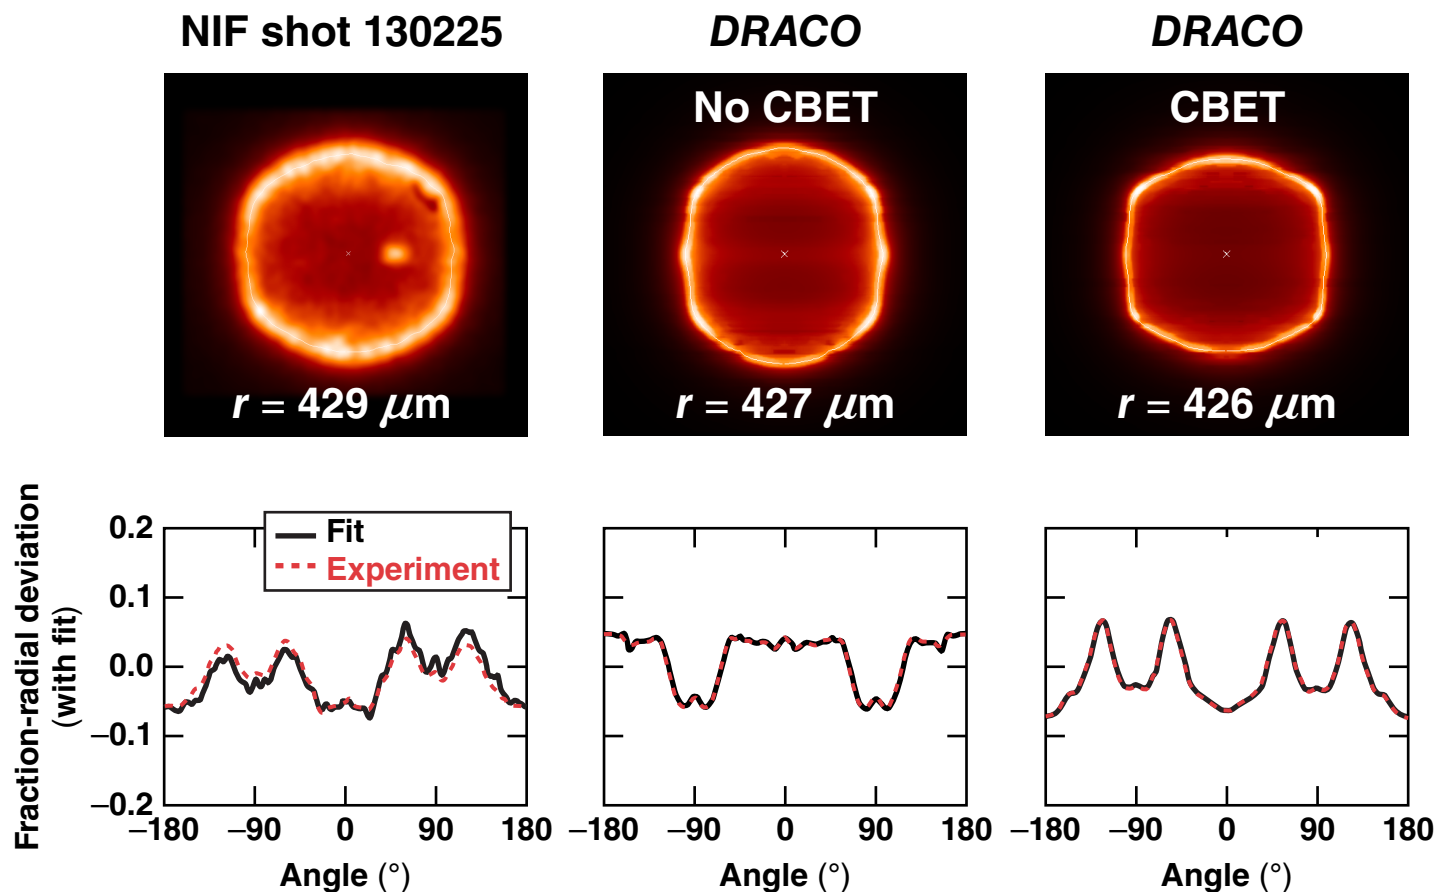 NIF shot 130225
DRACO
DRACO
No CBET
CBET
r = 429 μm
r = 427 μm
r = 426 μm
Fraction-radial deviation
(with fit)
0.2
0.1
0.0
–0.1
–0.2
Fit
Experiment
–180 –90 0 90 180
–180 –90 0 90 180
–180 –90 0 90 180
Angle (°)
Angle (°)
Angle (°)